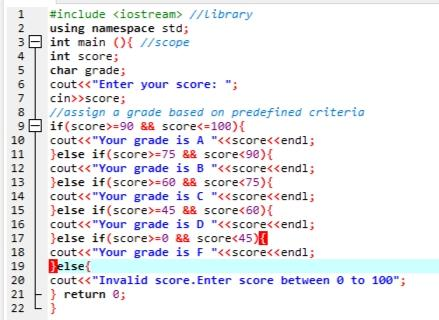 1 #include <iostream> //library
2 using namespace std;
3 int main (){ //scope
4 int score;
5 char grade;
6 cout<<"Enter your score: ";
7 cin>>score;
8 //assign a grade based on predefined criteria
9 if(score>=90 && score<=100){
10 cout<<"Your grade is A "<<score<<endl;
11 }else if(score>=75 && score<90){
12 cout<<"Your grade is B "<<score<<endl;
13 }else if(score>=60 && score<75){
14 cout<<"Your grade is C "<<score<<endl;
15 }else if(score>=45 && score<60){
16 cout<<"Your grade is D "<<score<<endl;
17 }else if(score>=0 && score<45){
18 cout<<"Your grade is F "<<score<<endl;
19 }else{
20 cout<<"Invalid score.Enter score between 0 to 100";
21 } return 0;
22 }